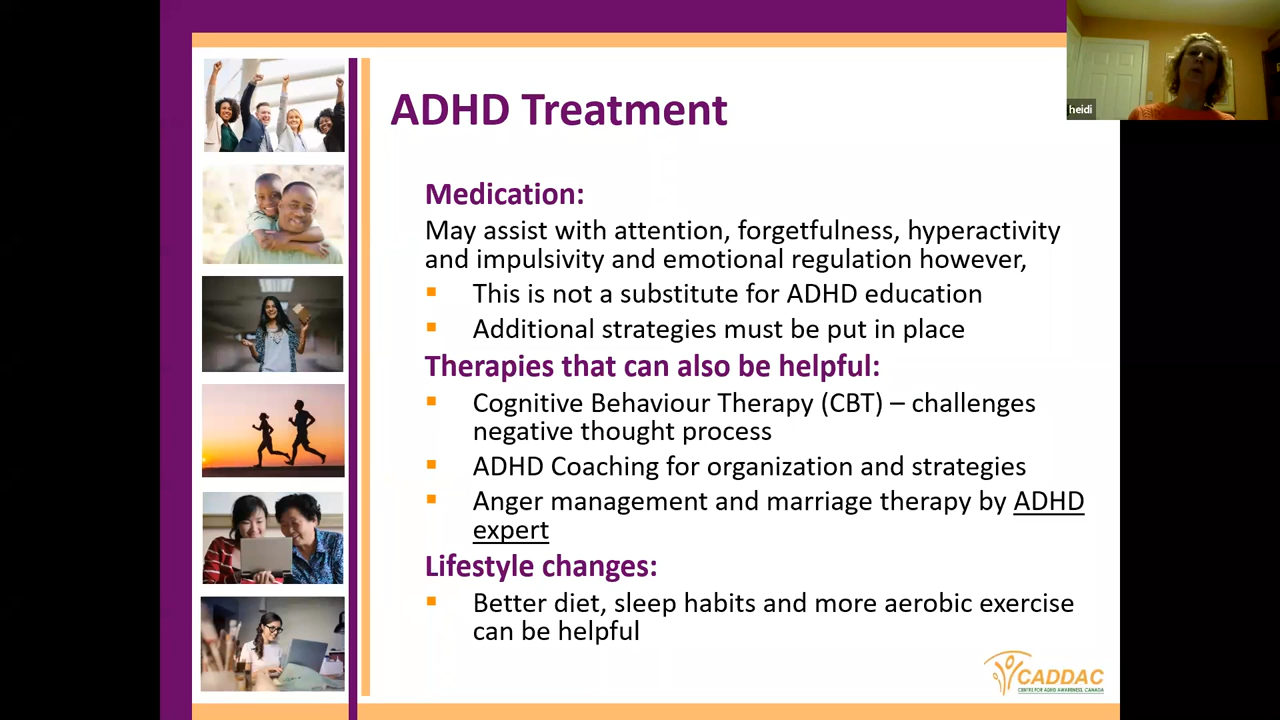 heidi
ADHD Treatment
Medication:
May assist with attention, forgetfulness, hyperactivity
and impulsivity and emotional regulation however,
This is not a substitute for ADHD education
Additional strategies must be put in place
Therapies that can also be helpful:
Cognitive Behaviour Therapy (CBT) – challenges
negative thought process
ADHD Coaching for organization and strategies
Anger management and marriage therapy by ADHD
expert
Lifestyle changes:
Better diet, sleep habits and more aerobic exercise
can be helpful
CADDAC
CENTRE FOR ADHD AWARENESS, CANADA